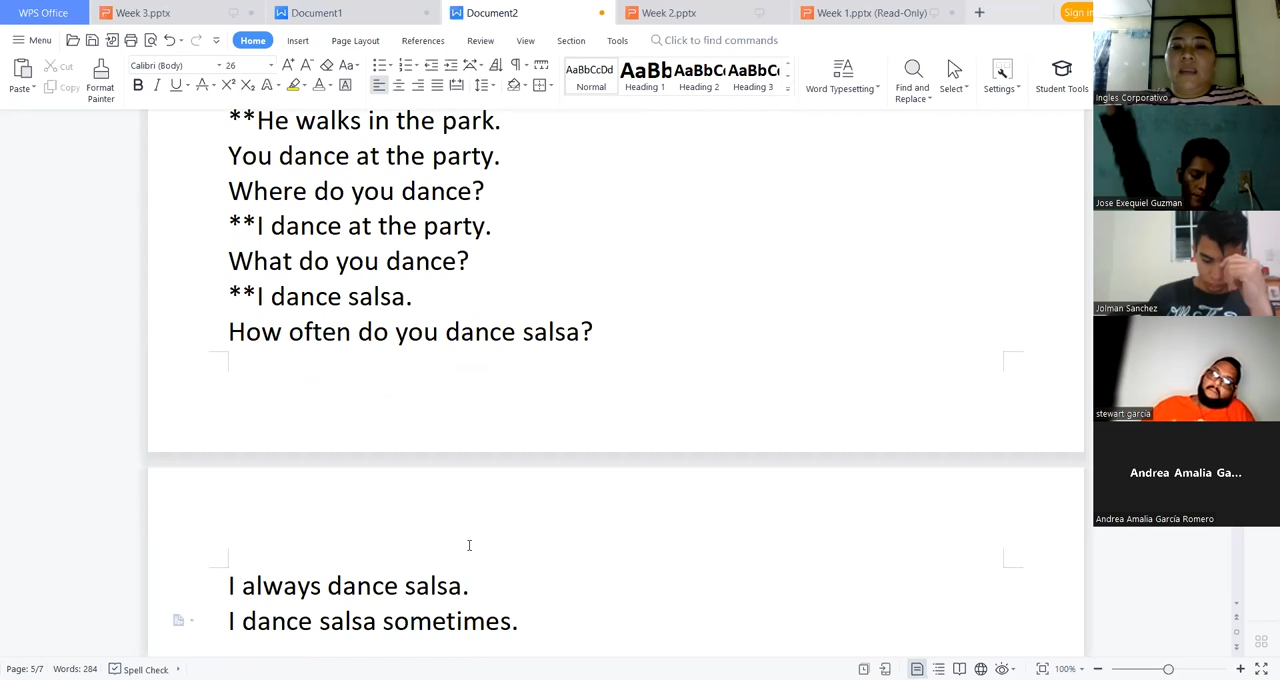 WPS Office
Week 3.pptx
Document1
Document2
Week 2.pptx
Week 1.pptx (Read-Only)
Sign in
Menu
Home
Insert
Page Layout
References
Review
View
Section
Tools
Click to find commands
Paste
Cut
Copy
Format Painter
Calibri (Body)
26
AaBbCcDd
Normal
AaBb
Heading 1
AaBbC
Heading 2
AaBbC
Heading 3
Word Typesetting
Find and Replace
Select
Settings
Student Tools
**He walks in the park.
You dance at the party.
Where do you dance?
**I dance at the party.
What do you dance?
**I dance salsa.
How often do you dance salsa?
I always dance salsa.
I dance salsa sometimes.
Ingles Corporativo
Jose Exequiel Guzman
Jolman Sanchez
stewart garcia
Andrea Amalia Ga...
Andrea Amalia García Romero
Page: 5/7
Words: 284
Spell Check
100%